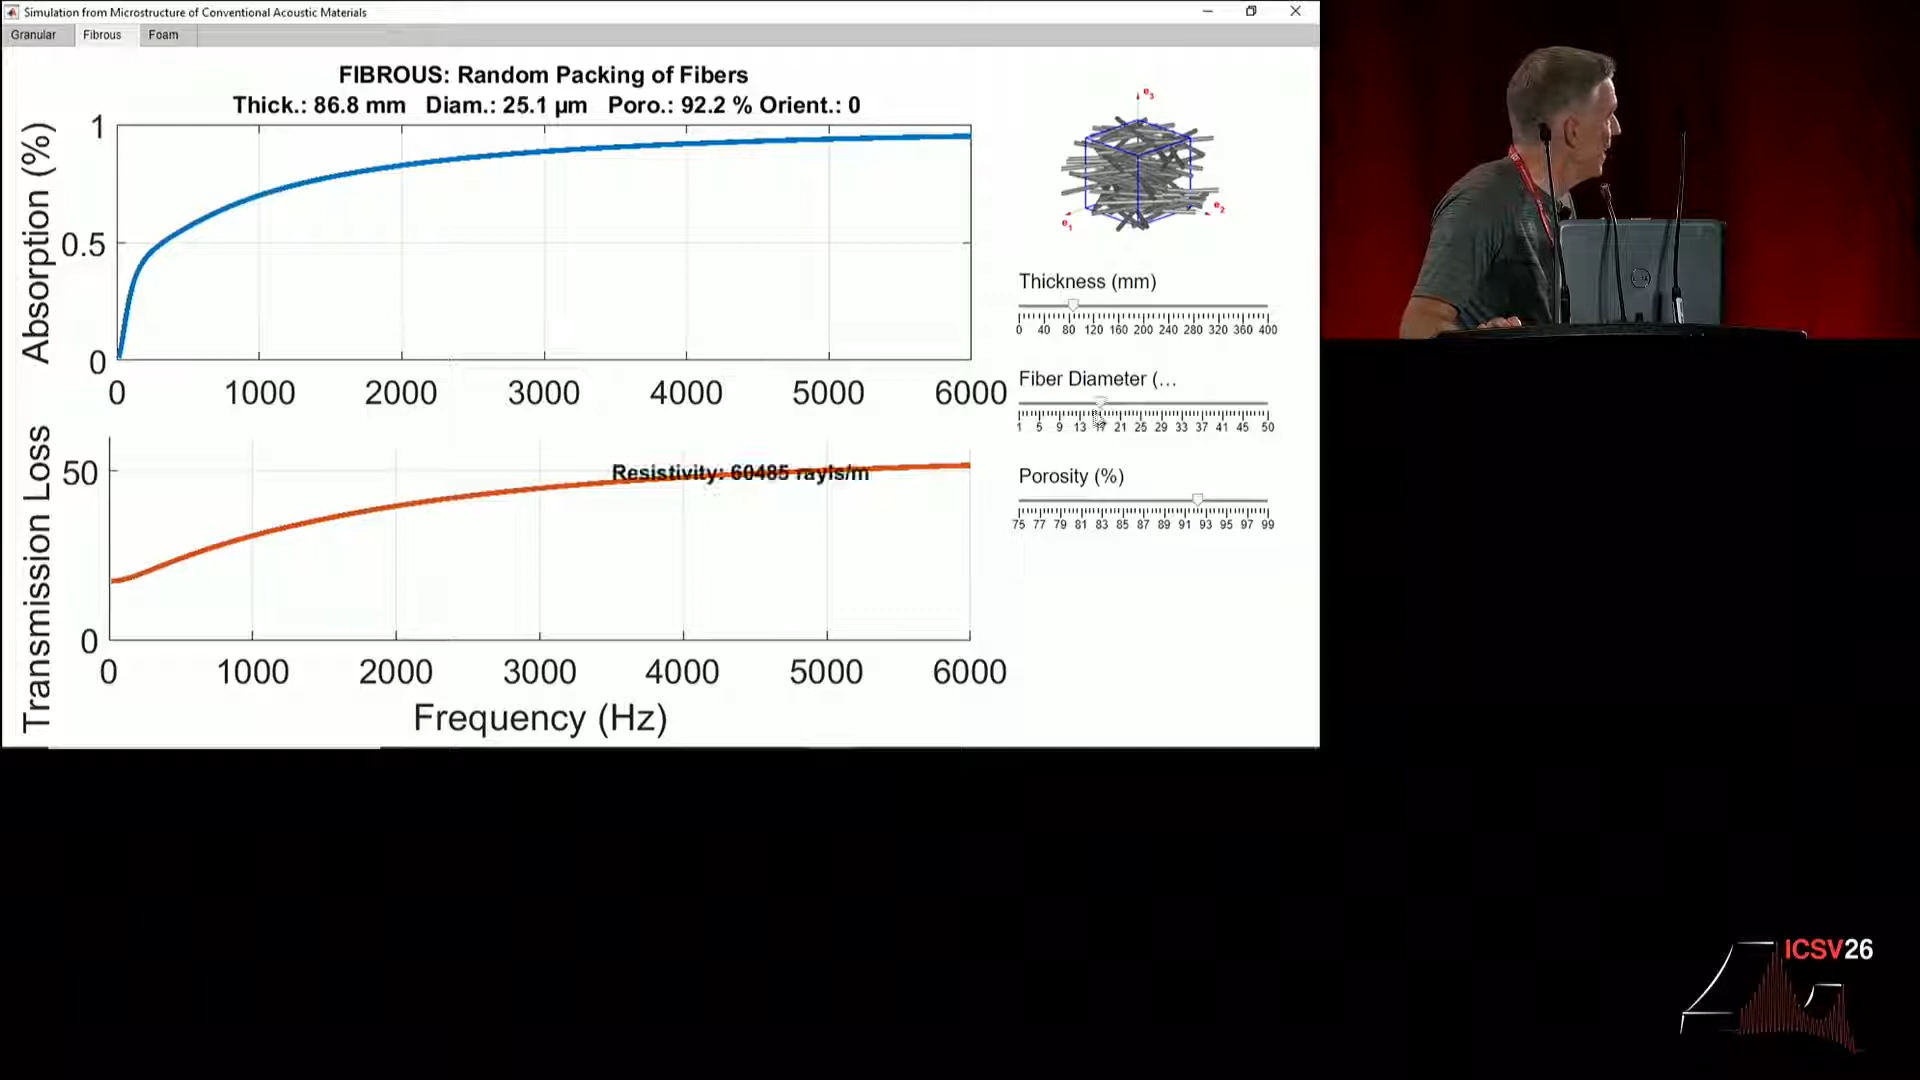 Simulation from Microstructure of Conventional Acoustic Materials
Granular Fibrous Foam
FIBROUS: Random Packing of Fibers
Thick.: 86.8 mm Diam.: 25.1 µm Poro.: 92.2 % Orient.: 0
Absorption (%)
1
0.5
0
0 1000 2000 3000 4000 5000 6000
Transmission Loss
50
0
Resistivity: 60485 rayls/m
0 1000 2000 3000 4000 5000 6000
Frequency (Hz)
e3
e2
e1
Thickness (mm)
0 40 80 120 160 200 240 280 320 360 400
Fiber Diameter (…
1 5 9 13 17 21 25 29 33 37 41 45 50
Porosity (%)
75 77 79 81 83 85 87 89 91 93 95 97 99
ICSV26